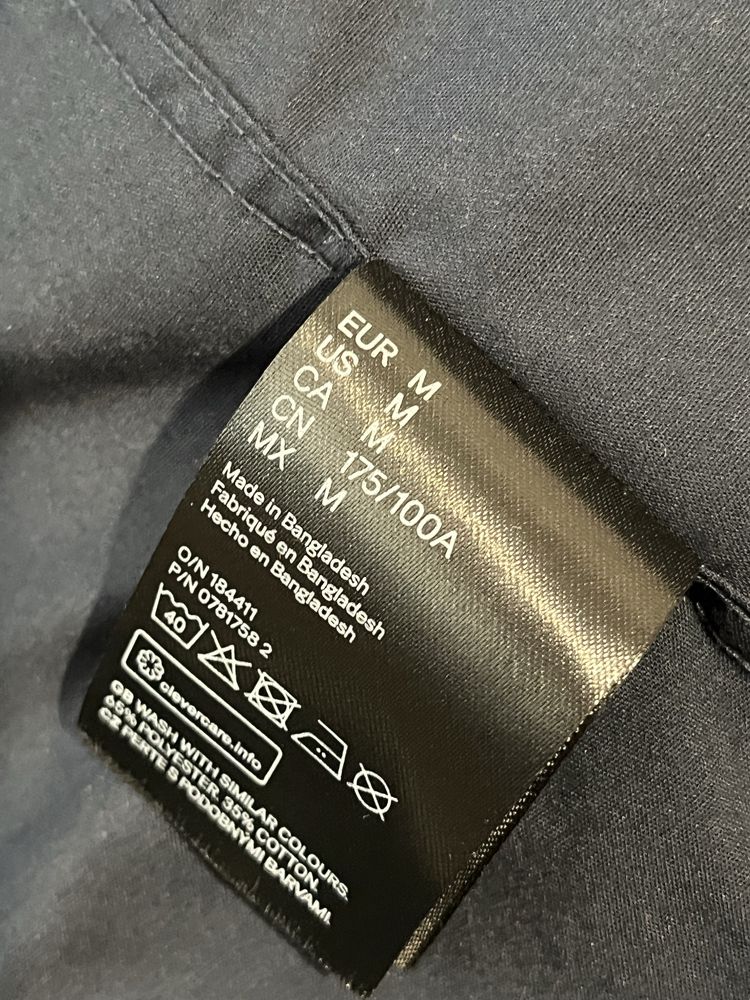 EUR M
US M
CA M
CN 175/100A
MX M
Made in Bangladesh
Fabriqué en Bangladesh
Hecho en Bangladesh
O/N 184411
P/N 0761758 2
40
clevercare.info
GB WASH WITH SIMILAR COLOURS.
65% POLYESTER 35% COTTON.
CZ PERTE S PODOBNÝMI BARVAMI.